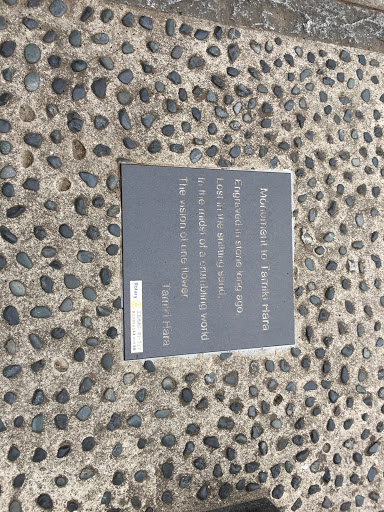 Monument to Tamiki Hara
Engraved in stone long ago,
Lost in the shifting sand,
In the midst of a crumbling world,
The vision of one flower.
Tamiki Hara
Rotary